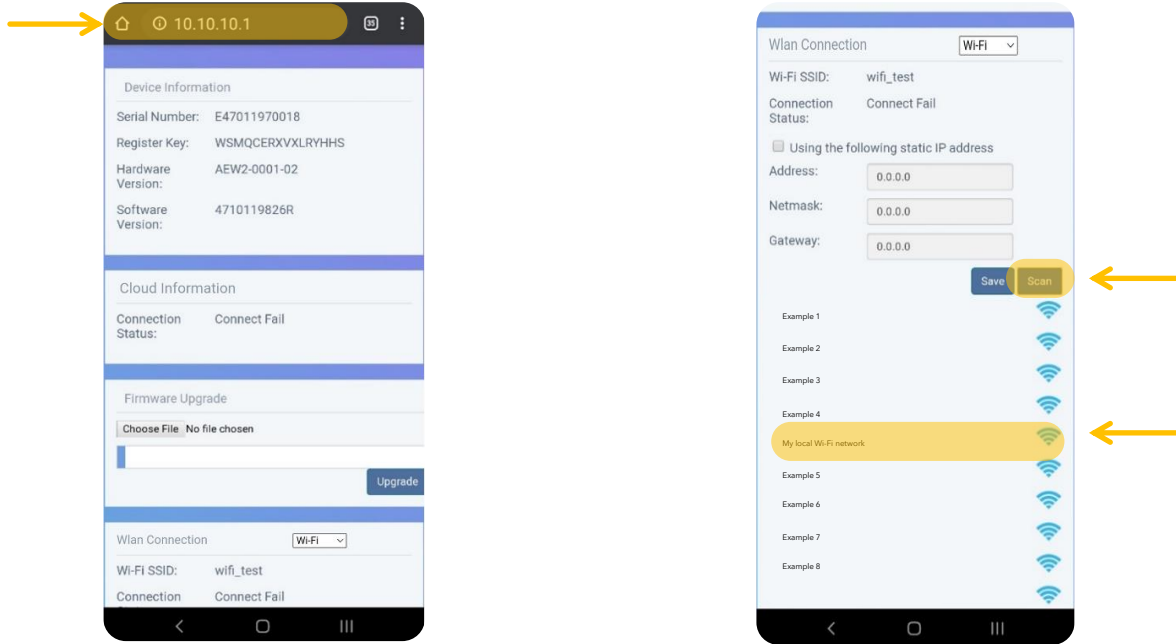 10.10.10.1
35
Device Information
Serial Number: E47011970018
Register Key: WSMQCERXVXLRYHHS
Hardware Version: AEW2-0001-02
Software Version: 4710119826R
Cloud Information
Connection Status: Connect Fail
Firmware Upgrade
Choose File No file chosen
Upgrade
Wlan Connection Wi-Fi
Wi-Fi SSID: wifi_test
Connection Connect Fail
Wlan Connection Wi-Fi
Wi-Fi SSID: wifi_test
Connection Status: Connect Fail
Using the following static IP address
Address: 0.0.0.0
Netmask: 0.0.0.0
Gateway: 0.0.0.0
Save Scan
Example 1
Example 2
Example 3
Example 4
My local Wi-Fi network
Example 5
Example 6
Example 7
Example 8